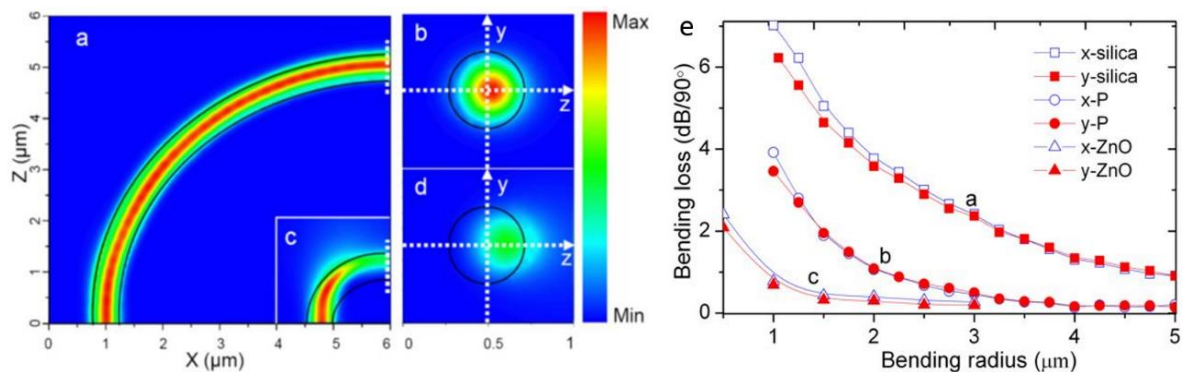 a
6
5
4
3
2
1
0
Z (μm)
0 1 2 3 4 5 6
X (μm)
c
b
y
z
d
y
z
0 0.5 1
Max
Min
e
6
4
2
0
Bending loss (dB/90°)
x-silica
y-silica
x-P
y-P
x-ZnO
y-ZnO
a
b
c
1 2 3 4 5
Bending radius (μm)